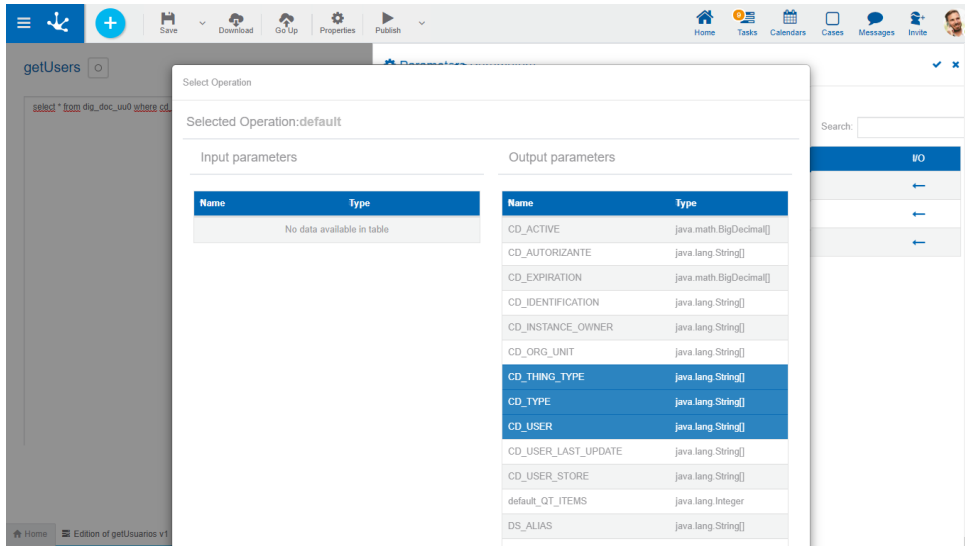 Save
Download
Go Up
Properties
Publish
Home
9
Tasks
Calendars
Cases
Messages
Invite
getUsers
select * from dig_doc_uu0 where cd_
Select Operation
Search:
Selected Operation:default
Input parameters
Output parameters
I/O
Name Type
No data available in table
Name Type
CD_ACTIVE java.math.BigDecimal[]
CD_AUTORIZANTE java.lang.String[]
CD_EXPIRATION java.math.BigDecimal[]
CD_IDENTIFICATION java.lang.String[]
CD_INSTANCE_OWNER java.lang.String[]
CD_ORG_UNIT java.lang.String[]
CD_THING_TYPE java.lang.String[]
CD_TYPE java.lang.String[]
CD_USER java.lang.String[]
CD_USER_LAST_UPDATE java.lang.String[]
CD_USER_STORE java.lang.String[]
default_QT_ITEMS java.lang.Integer
DS_ALIAS java.lang.String[]
Home
Edition of getUsuarios v1